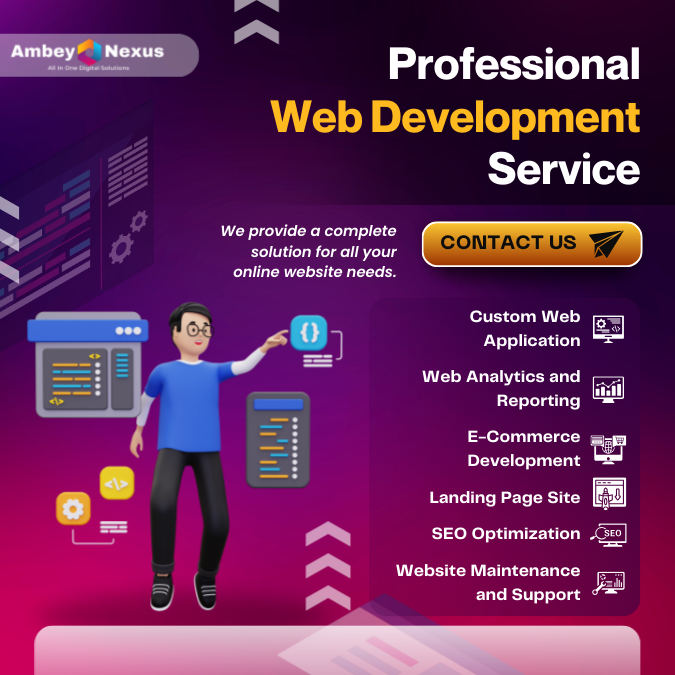 Ambey Nexus
All In One Digital Solutions
Professional
Web Development
Service
We provide a complete
solution for all your
online website needs.
CONTACT US
Custom Web
Application
Web Analytics and
Reporting
E-Commerce
Development
Landing Page Site
SEO Optimization
SEO
Website Maintenance
and Support